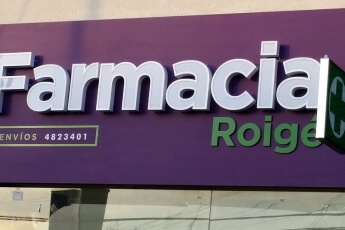 Farmacia
Roigé
ENVÍOS 4823401